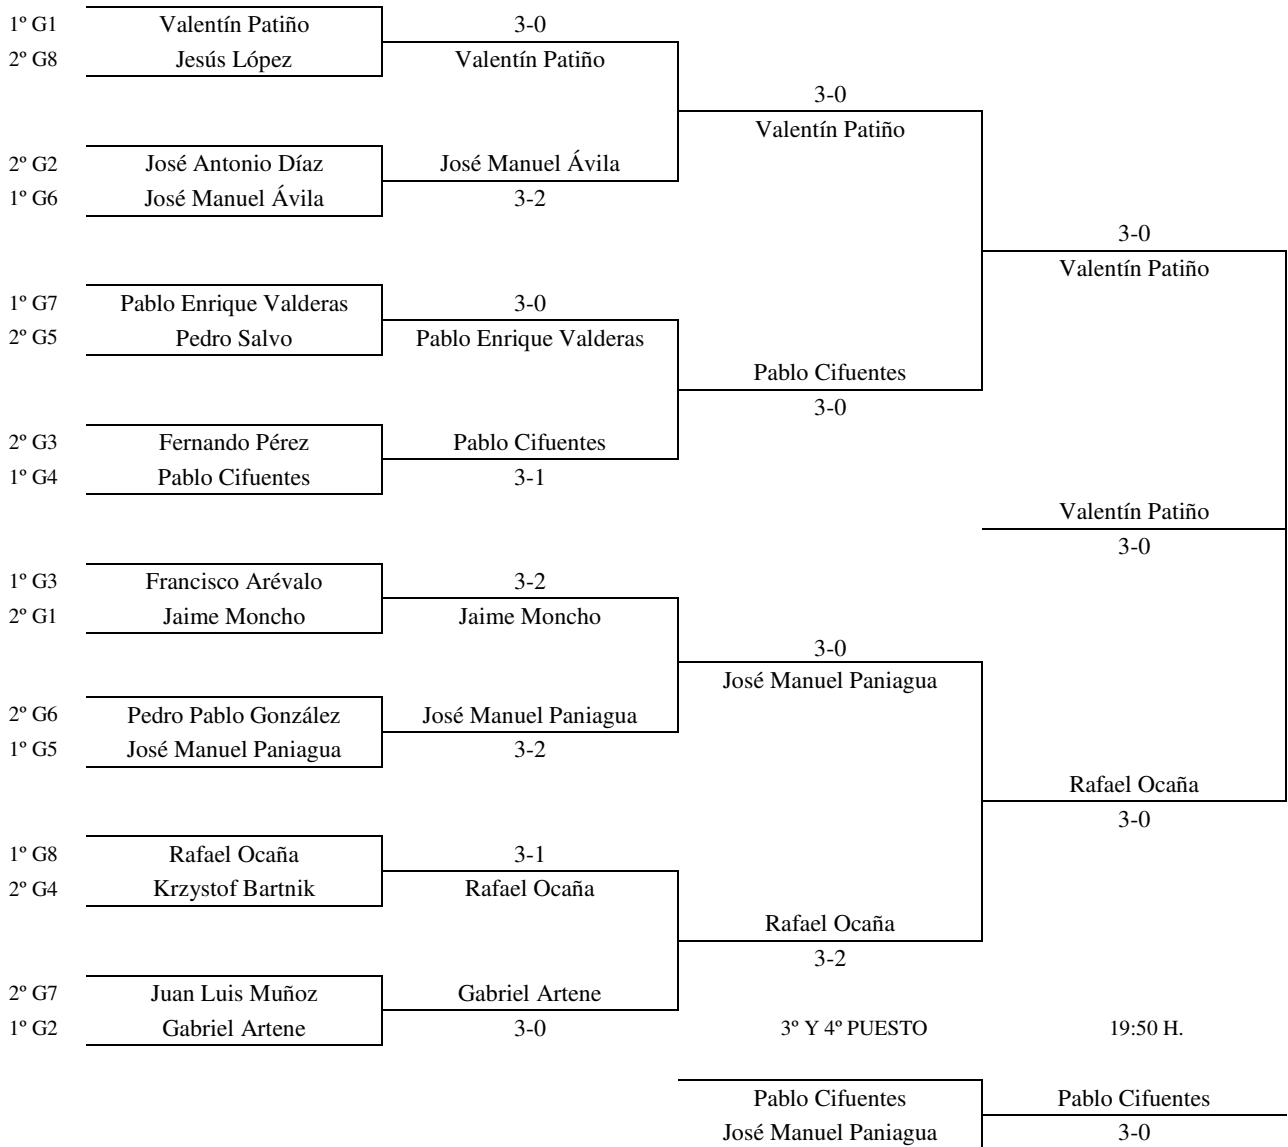 1º G1 Valentín Patiño 3-0
2º G8 Jesús López Valentín Patiño
3-0
Valentín Patiño
2º G2 José Antonio Díaz José Manuel Ávila
1º G6 José Manuel Ávila 3-2
3-0
Valentín Patiño
1º G7 Pablo Enrique Valderas 3-0
2º G5 Pedro Salvo Pablo Enrique Valderas
Pablo Cifuentes
3-0
2º G3 Fernando Pérez Pablo Cifuentes
1º G4 Pablo Cifuentes 3-1
Valentín Patiño
3-0
1º G3 Francisco Arévalo 3-2
2º G1 Jaime Moncho Jaime Moncho
3-0
José Manuel Paniagua
2º G6 Pedro Pablo González José Manuel Paniagua
1º G5 José Manuel Paniagua 3-2
Rafael Ocaña
3-0
1º G8 Rafael Ocaña 3-1
2º G4 Krzystof Bartnik Rafael Ocaña
Rafael Ocaña
3-2
2º G7 Juan Luis Muñoz Gabriel Artene
1º G2 Gabriel Artene 3-0 3º Y 4º PUESTO 19:50 H.
Pablo Cifuentes Pablo Cifuentes
José Manuel Paniagua 3-0